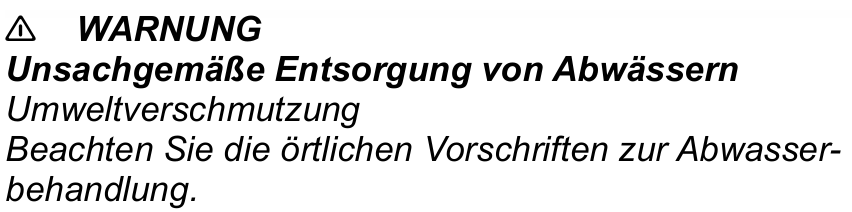 ⚠ WARNUNG
Unsachgemäße Entsorgung von Abwässern
Umweltverschmutzung
Beachten Sie die örtlichen Vorschriften zur Abwasser-
behandlung.